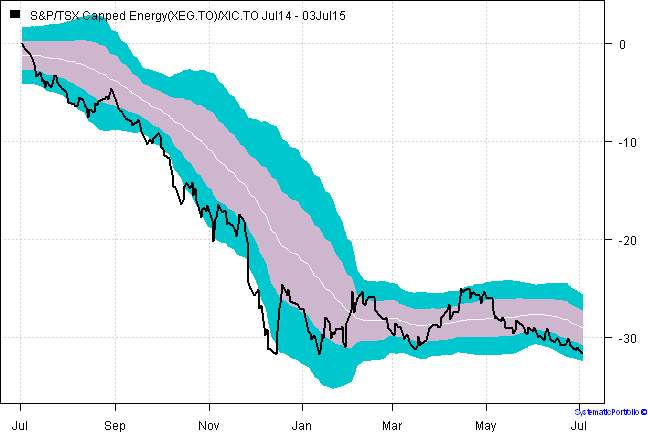 S&P/TSX Capped Energy(XEG.TO)/XIC.TO Jul14 - 03Jul15
0
-10
-20
-30
Jul Sep Nov Jan Mar May Jul
SystematicPortfolio ©